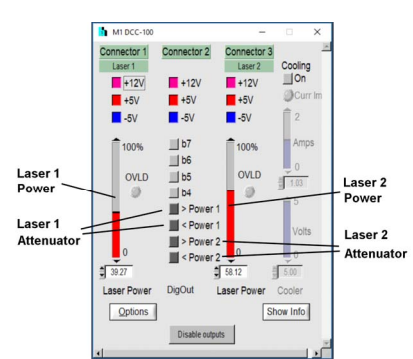 M1 DCC-100
Connector 1 Connector 2 Connector 3
Laser 1 Laser 2 Cooling
+12V +12V +12V On
+5V +5V +5V Curr lm
-5V -5V -5V 2
100% b7 100%
b6 Amps
OVLD b5 OVLD
b4 0
Laser 1 Power
> Power 1 1.03
Laser 2 Power
< Power 1 5
Laser 1 Attenuator
> Power 2 Volts
Laser 2 Attenuator
0 < Power 2 0 0
39.27 58.12 5.00
Laser Power DigOut Laser Power Cooler
Options Show Info
Disable outputs